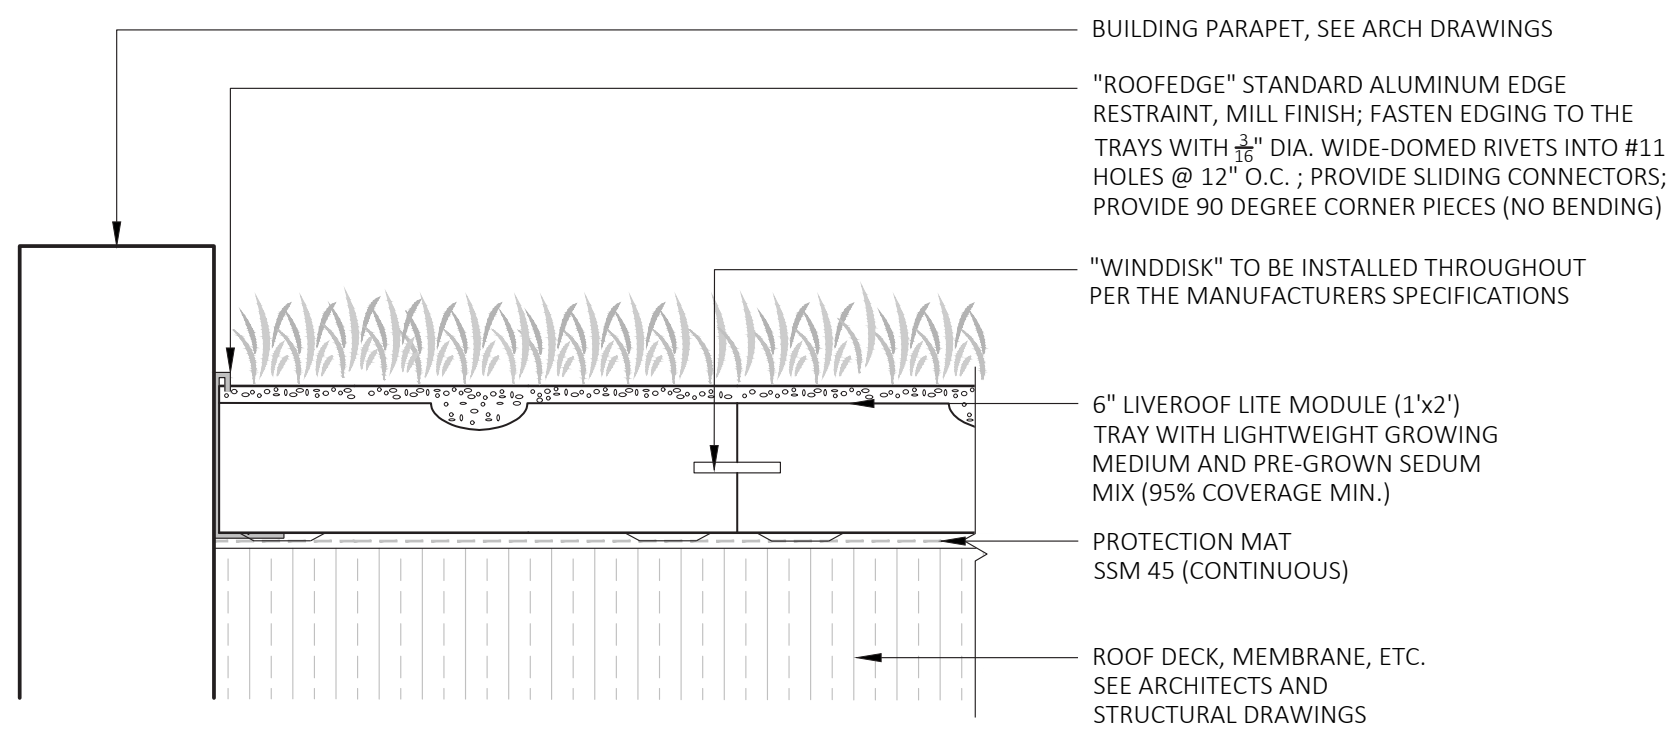 BUILDING PARAPET, SEE ARCH DRAWINGS
"ROOFEDGE" STANDARD ALUMINUM EDGE
RESTRAINT, MILL FINISH; FASTEN EDGING TO THE
TRAYS WITH 3/16" DIA. WIDE-DOMED RIVETS INTO #11
HOLES @ 12" O.C. ; PROVIDE SLIDING CONNECTORS;
PROVIDE 90 DEGREE CORNER PIECES (NO BENDING)
"WINDDISK" TO BE INSTALLED THROUGHOUT
PER THE MANUFACTURERS SPECIFICATIONS
6" LIVEROOF LITE MODULE (1'x2')
TRAY WITH LIGHTWEIGHT GROWING
MEDIUM AND PRE-GROWN SEDUM
MIX (95% COVERAGE MIN.)
PROTECTION MAT
SSM 45 (CONTINUOUS)
ROOF DECK, MEMBRANE, ETC.
SEE ARCHITECTS AND
STRUCTURAL DRAWINGS